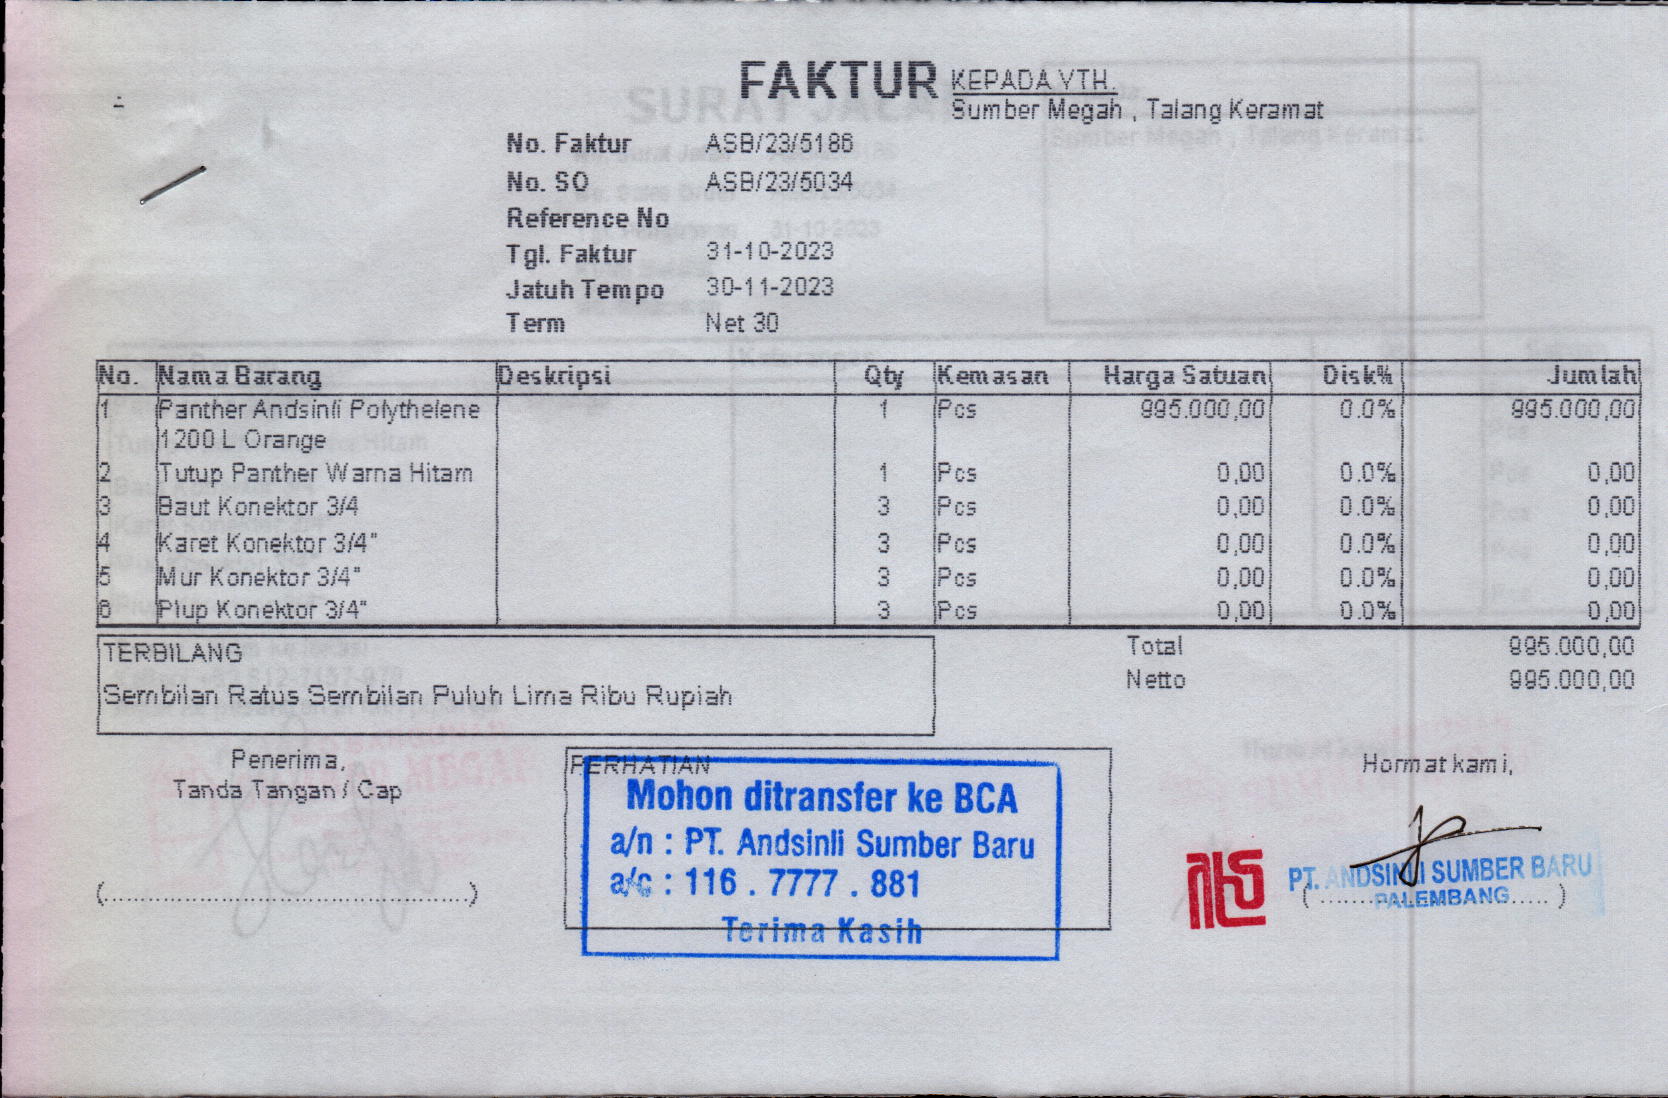 FAKTUR
KEPADA YTH.
Sumber Megah , Talang Keramat
No. Faktur ASB/23/5186
No. SO ASB/23/5034
Reference No
Tgl. Faktur 31-10-2023
Jatuh Tempo 30-11-2023
Term Net 30
No. Nama Barang Deskripsi Qty Kemasan Harga Satuan Disk% Jumlah
1 Panther Andsinli Polythelene 1 Pcs 995.000,00 0.0% 995.000,00
1200 L Orange
2 Tutup Panther Warna Hitam 1 Pcs 0,00 0.0% 0,00
3 Baut Konektor 3/4 3 Pcs 0,00 0.0% 0,00
4 Karet Konektor 3/4" 3 Pcs 0,00 0.0% 0,00
5 Mur Konektor 3/4" 3 Pcs 0,00 0.0% 0,00
6 Plup Konektor 3/4" 3 Pcs 0,00 0.0% 0,00
TERBILANG
Sembilan Ratus Sembilan Puluh Lima Ribu Rupiah
Total 995.000,00
Netto 995.000,00
Penerima,
Tanda Tangan / Cap
(........................................)
PERHATIAN
Mohon ditransfer ke BCA
a/n : PT. Andsinli Sumber Baru
a/c : 116 . 7777 . 881
Terima Kasih
Hormat kami,
PT. ANDSINLI SUMBER BARU
PALEMBANG